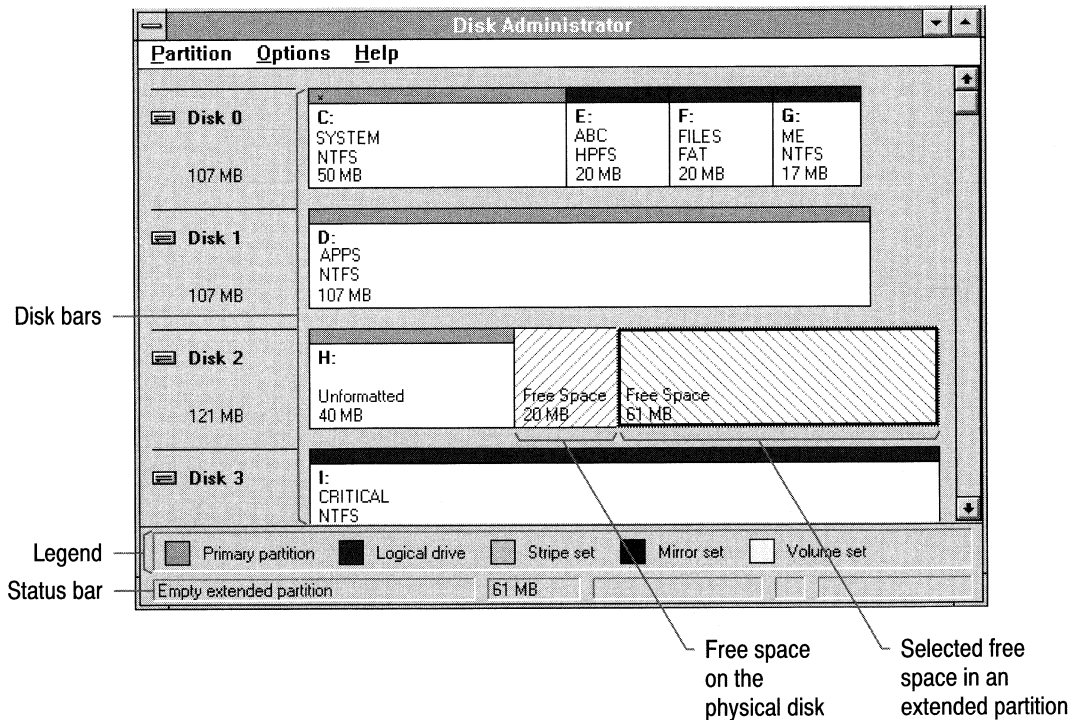 Disk Administrator
Partition Options Help
Disk 0
107 MB
C:
SYSTEM
NTFS
50 MB
E:
ABC
HPFS
20 MB
F:
FILES
FAT
20 MB
G:
ME
NTFS
17 MB
Disk 1
107 MB
D:
APPS
NTFS
107 MB
Disk bars
Disk 2
121 MB
H:
Unformatted
40 MB
Free Space
20 MB
Free Space
61 MB
Disk 3
I:
CRITICAL
NTFS
Legend
Primary partition Logical drive Stripe set Mirror set Volume set
Status bar
Empty extended partition 61 MB
Free space
on the
physical disk
Selected free
space in an
extended partition